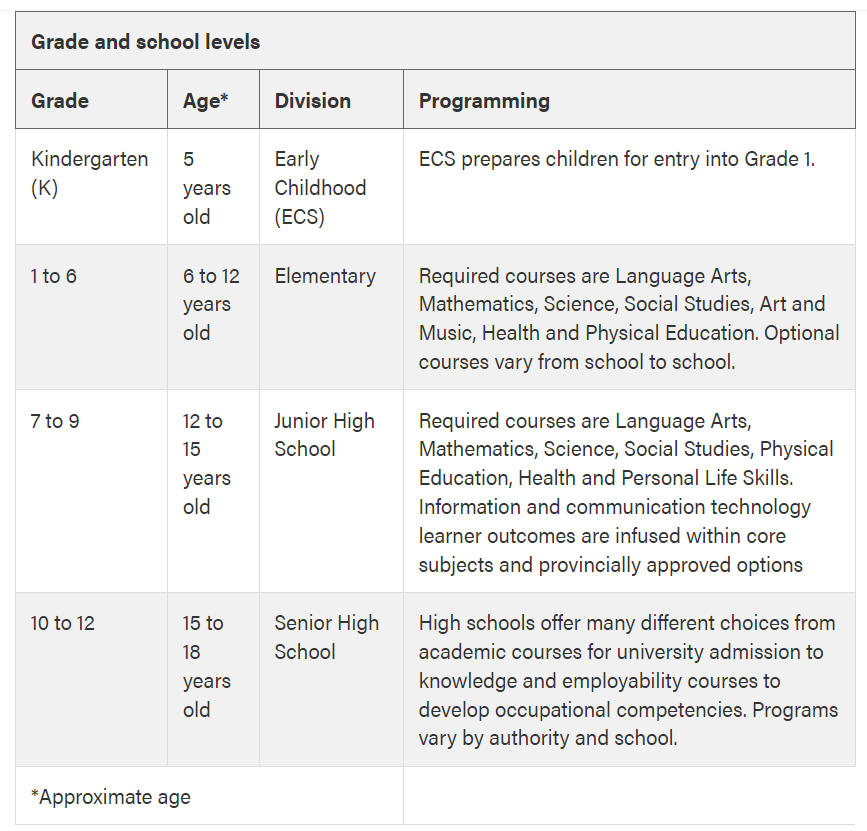 Grade and school levels
Grade Age* Division Programming
Kindergarten
(K)
5
years
old
Early
Childhood
(ECS)
ECS prepares children for entry into Grade 1.
1 to 6
6 to 12
years
old
Elementary
Required courses are Language Arts,
Mathematics, Science, Social Studies, Art and
Music, Health and Physical Education. Optional
courses vary from school to school.
7 to 9
12 to
15
years
old
Junior High
School
Required courses are Language Arts,
Mathematics, Science, Social Studies, Physical
Education, Health and Personal Life Skills.
Information and communication technology
learner outcomes are infused within core
subjects and provincially approved options
10 to 12
15 to
18
years
old
Senior High
School
High schools offer many different choices from
academic courses for university admission to
knowledge and employability courses to
develop occupational competencies. Programs
vary by authority and school.
*Approximate age